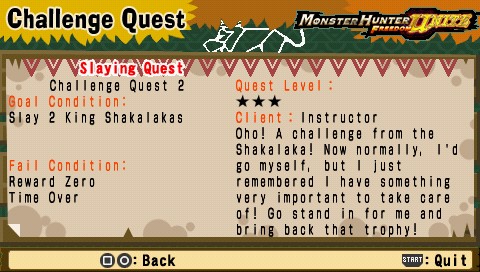 Challenge Quest
MONSTER HUNTER
FREEDOM UNITE
Slaying Quest
Challenge Quest 2
Goal Condition:
Slay 2 King Shakalakas
Fail Condition:
Reward Zero
Time Over
Quest Level:
★★★
Client: Instructor
Oho! A challenge from the
Shakalaka! Now normally, I'd
go myself, but I just
remembered I have something
very important to take care
of! Go stand in for me and
bring back that trophy!
: Back
START : Quit